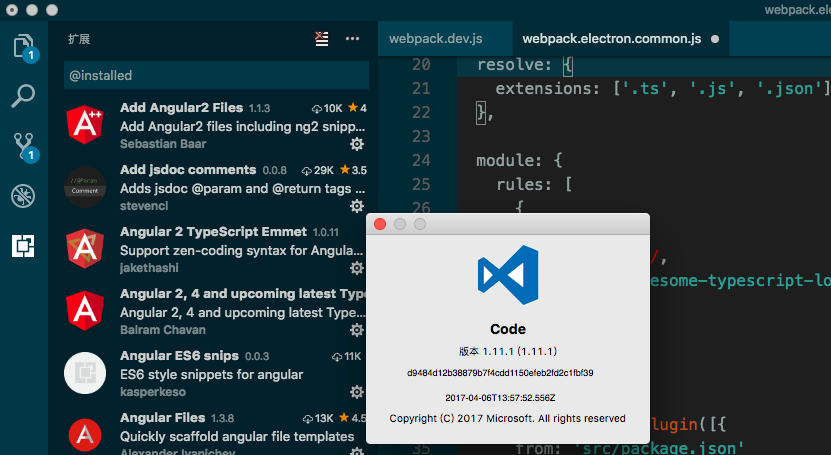 webpack.ele
扩展
webpack.dev.js
webpack.electron.common.js
@installed
Add Angular2 Files 1.1.3 10K 4
Add Angular2 files including ng2 snipp...
Sebastian Baar
Add jsdoc comments 0.0.8 29K 3.5
Adds jsdoc @param and @return tags ...
stevencl
//@Param
Comment
Angular 2 TypeScript Emmet 1.0.11
Support zen-coding syntax for Angula...
jakethashi
Angular 2, 4 and upcoming latest Type
Angular 2, 4 and upcoming latest Type...
Balram Chavan
Angular ES6 snips 0.0.3 11K
ES6 style snippets for angular
kasperkeso
Angular Files 1.3.8 13K 4.5
Quickly scaffold angular file templates
Alexander Ivanichev
1
1
20 resolve: {
21 extensions: ['.ts', '.js', '.json']
22 },
23
24 module: {
25 rules: [
26 {
/,
esome-typescript-lo
lugin([{
35 from: 'src/package.json'
Code
版本 1.11.1 (1.11.1)
d9484d12b38879b7f4cdd1150efeb2fd2c1fbf39
2017-04-06T13:57:52.556Z
Copyright (C) 2017 Microsoft. All rights reserved